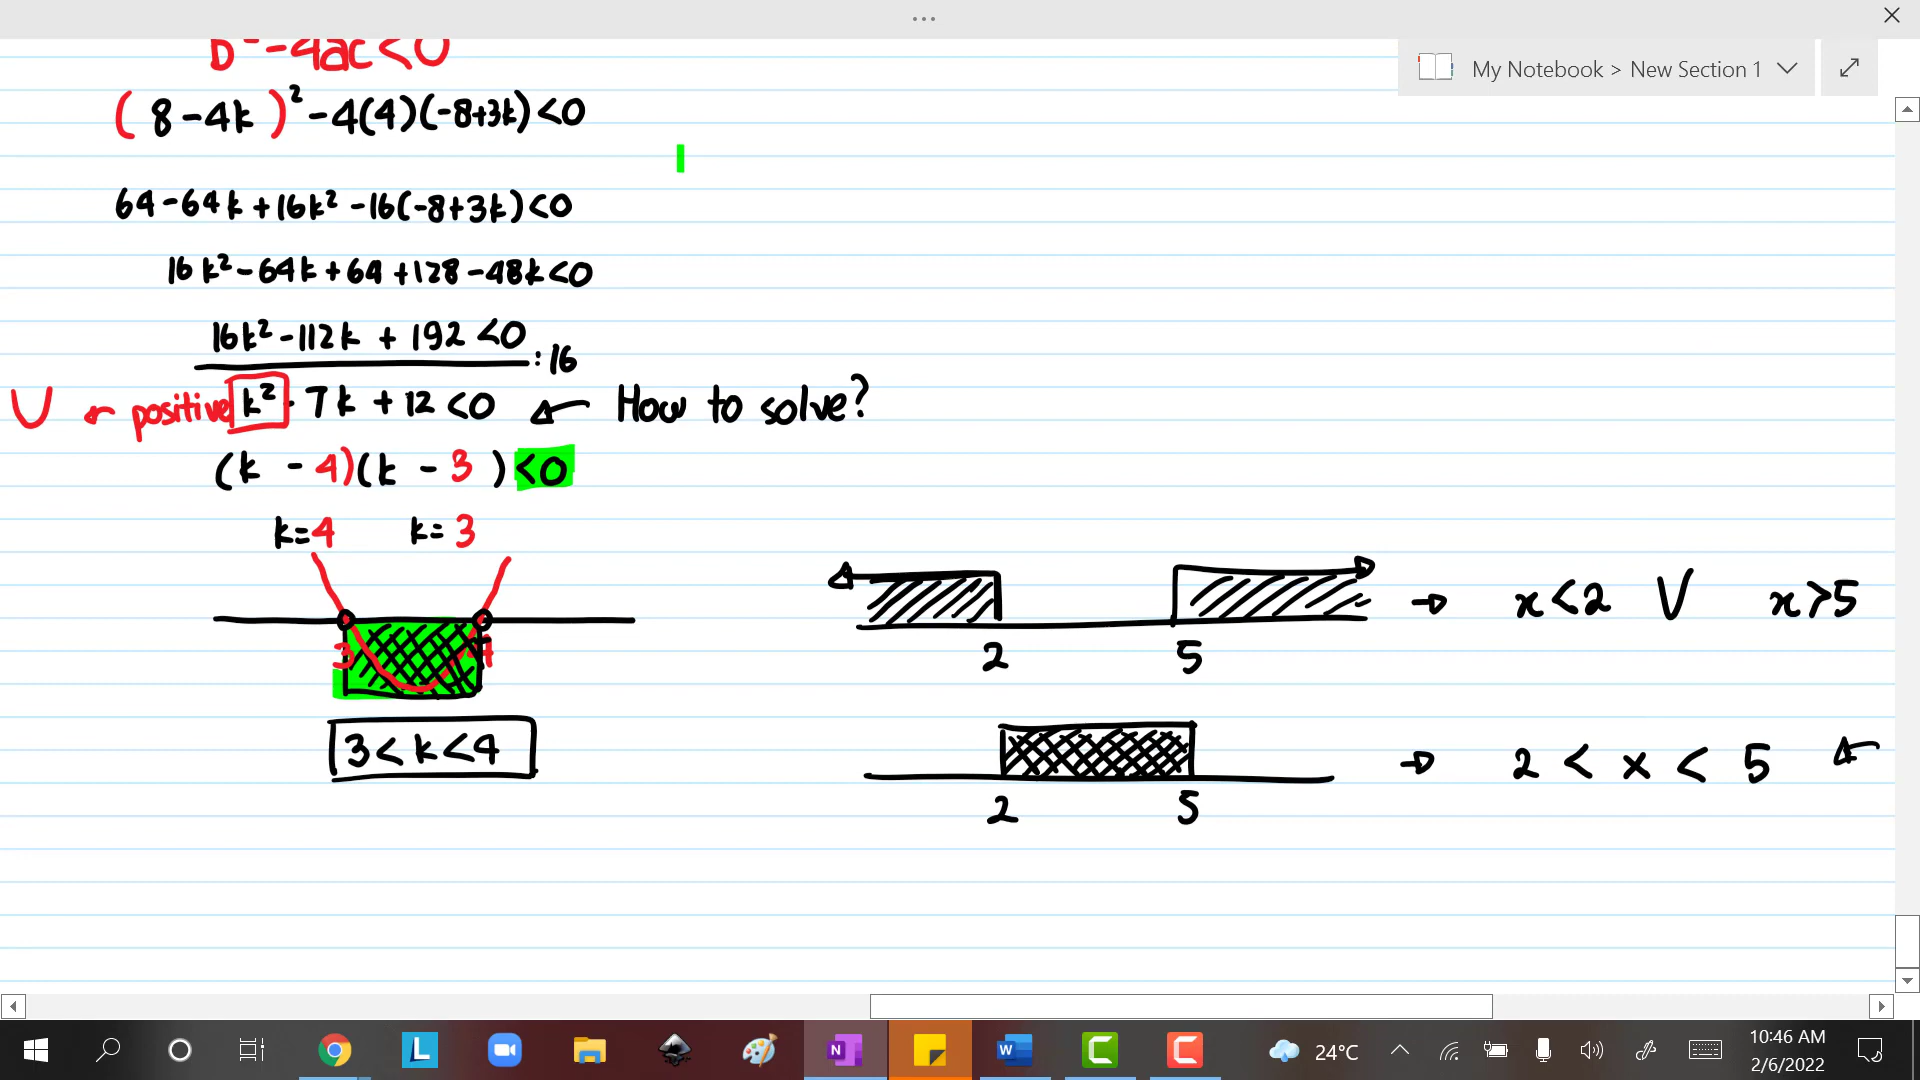 My Notebook > New Section 1
b²-4ac<0
(8-4k)²-4(4)(-8+3k)<0
64-64k+16k²-16(-8+3k)<0
16k²-64k+64+128-48k<0
16k²-112k+192<0
:16
U ← positive k²-7k+12<0 ← How to solve?
(k-4)(k-3)<0
k=4 k=3
3 4
3<k<4
2 5 → x<2 V x>5
2 5 → 2<x<5 ←
24°C
10:46 AM
2/6/2022